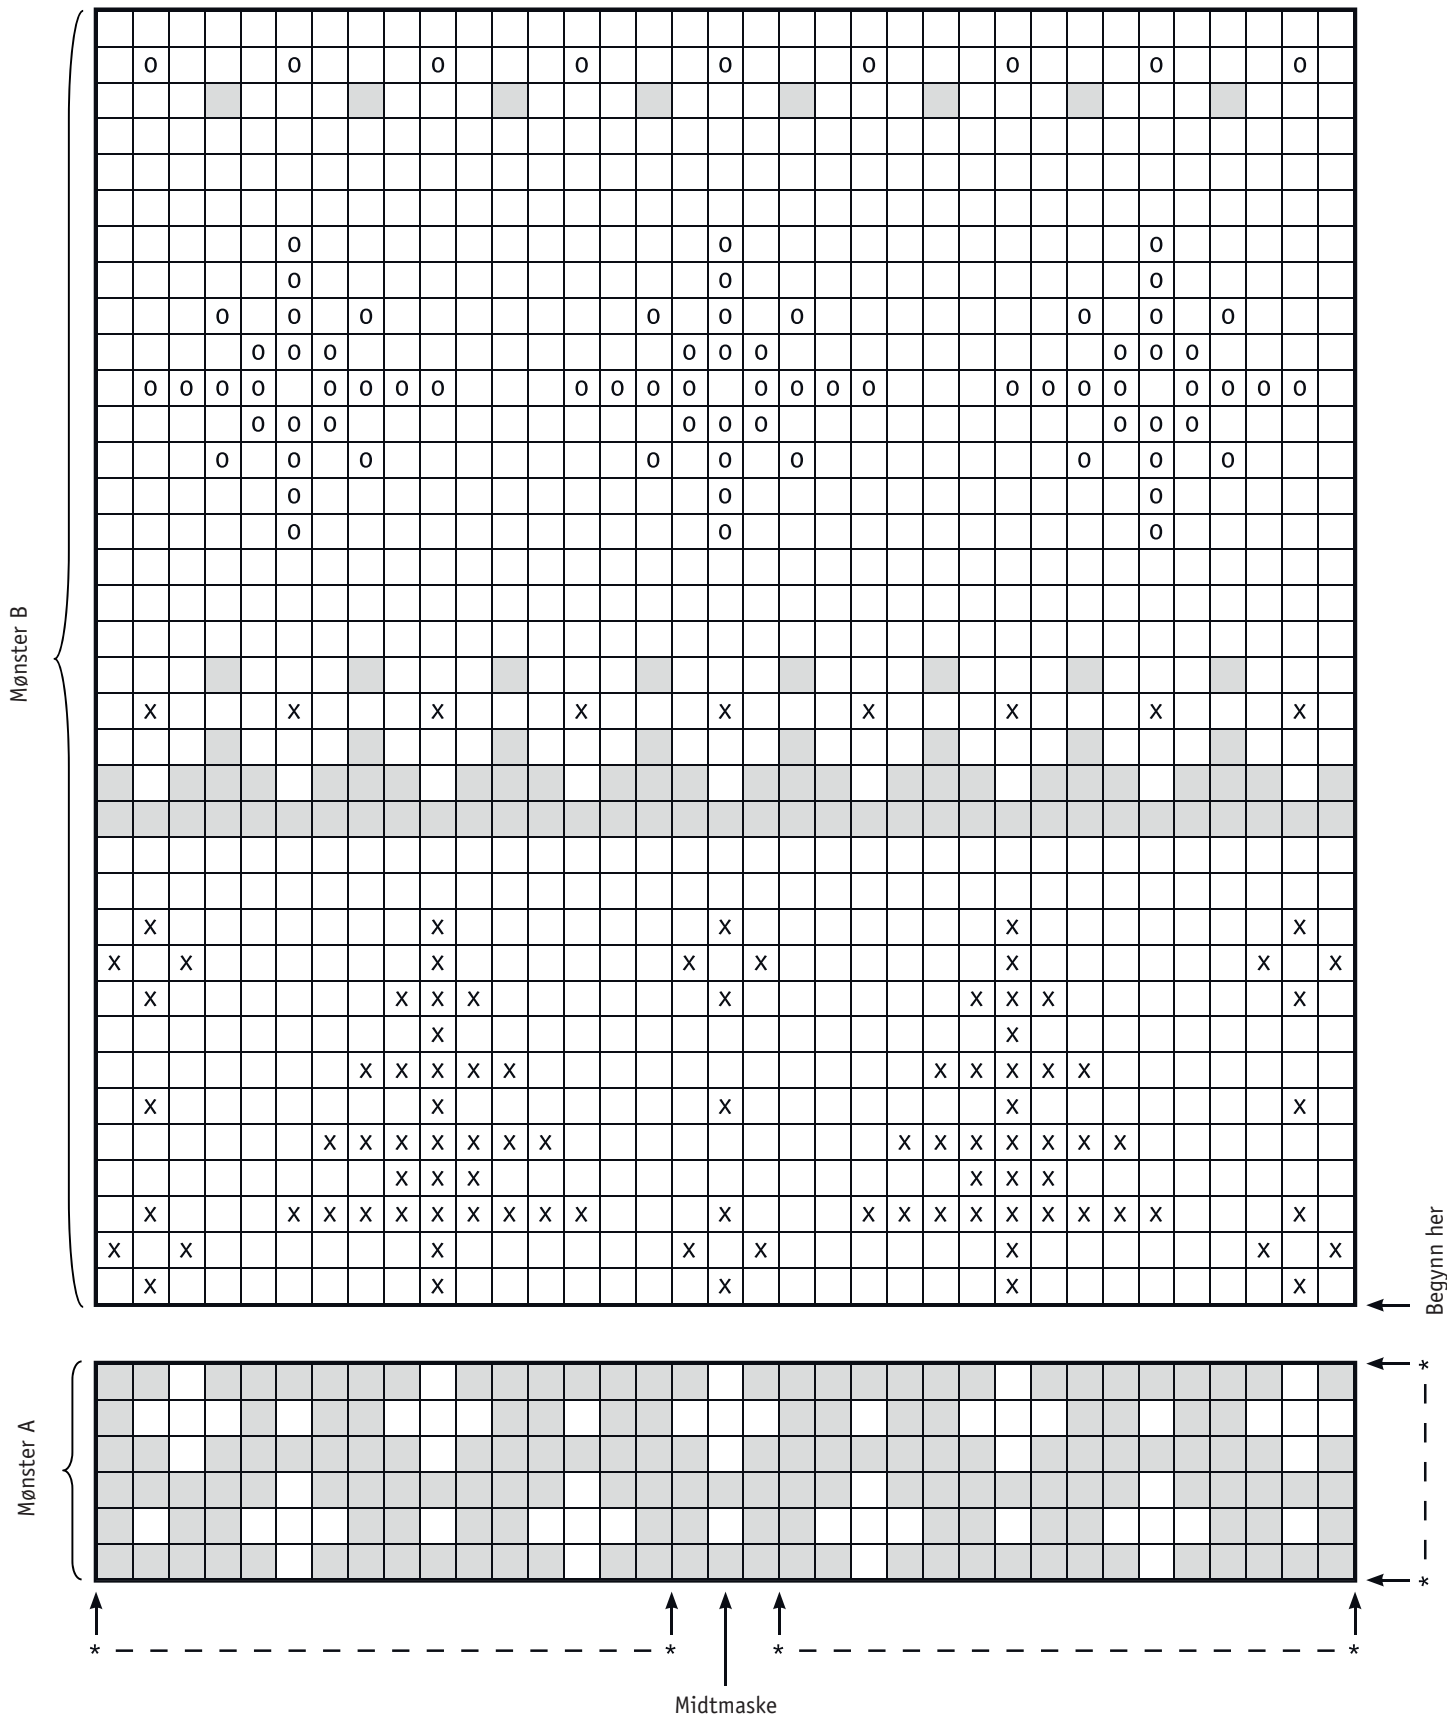 o o o o o o o o o
o o o
o o o
o o o o o o o o o
o o o o o o o o o
o o o o o o o o o o o o o o o o o o o o o o o o
o o o o o o o o o
o o o o o o o o o
o o o
o o o
Mønster B
x x x x x x x x x
x x x x x
x x x x x x x x
x x x x x x x x x
x x
x x x x x x x x x x
x x x x x
x x x x x x x x x x x x x x
x x x x x x
x x x x x x x x x x x x x x x x x x x x x
x x x x x x x x
x x x x x
Begynn her
*
Mønster A
*
* * * *
Midtmaske